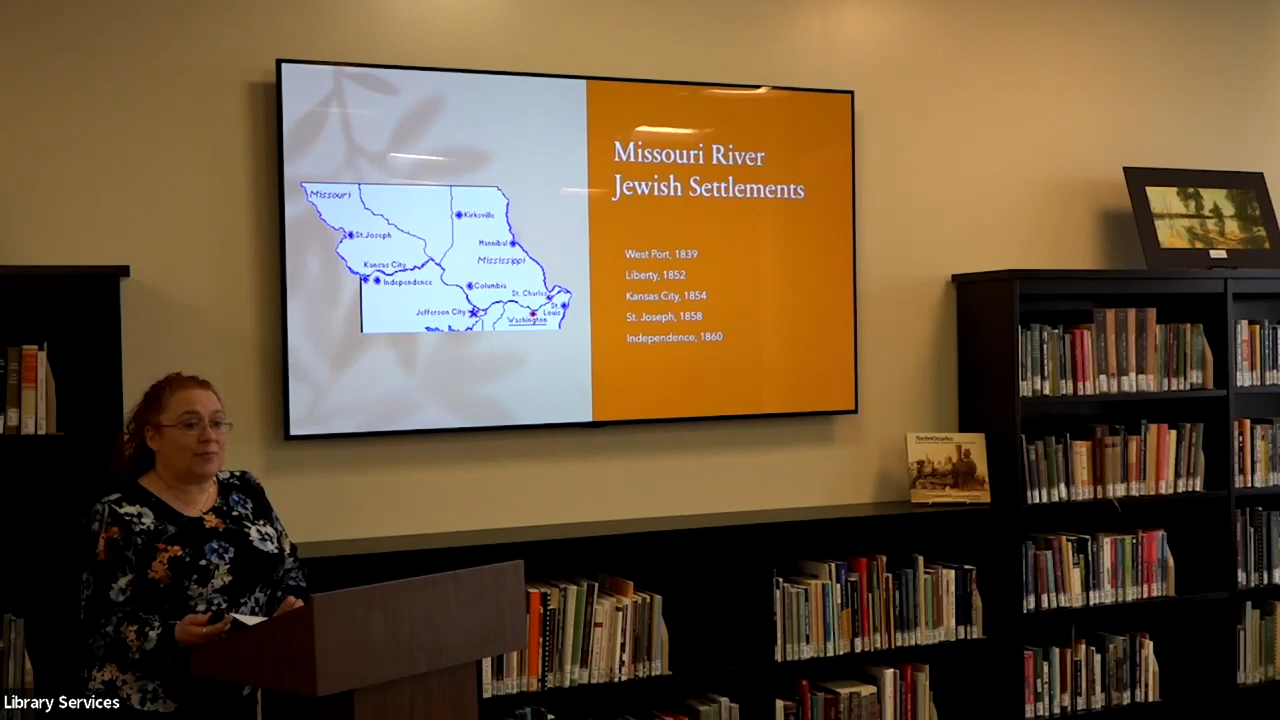 Missouri River
Jewish Settlements
West Port, 1839
Liberty, 1852
Kansas City, 1854
St. Joseph, 1858
Independence, 1860
Missouri
Kirksville
St. Joseph
Hannibal
Mississippi
Kansas City
Independence
Columbia
St. Charles
St. Louis
Jefferson City
Washington
Library Services